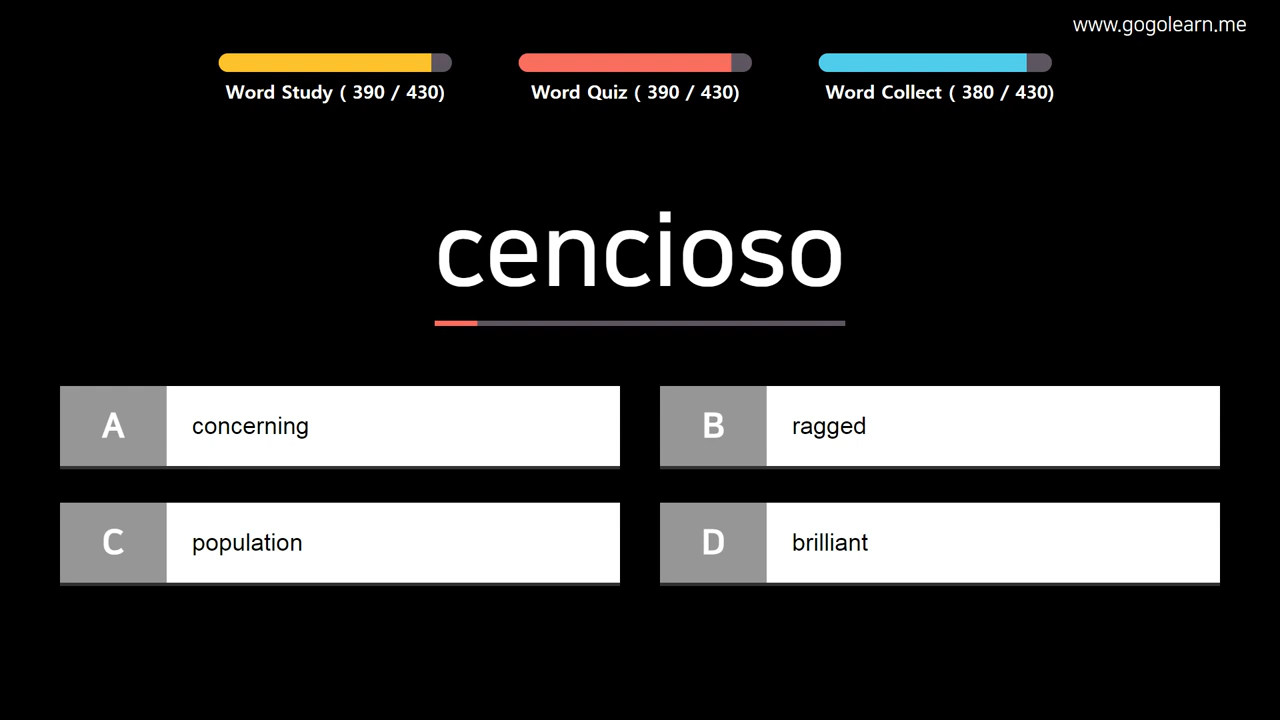 www.gogolearn.me
Word Study ( 390 / 430)
Word Quiz ( 390 / 430)
Word Collect ( 380 / 430)
cencioso
A concerning
B ragged
C population
D brilliant